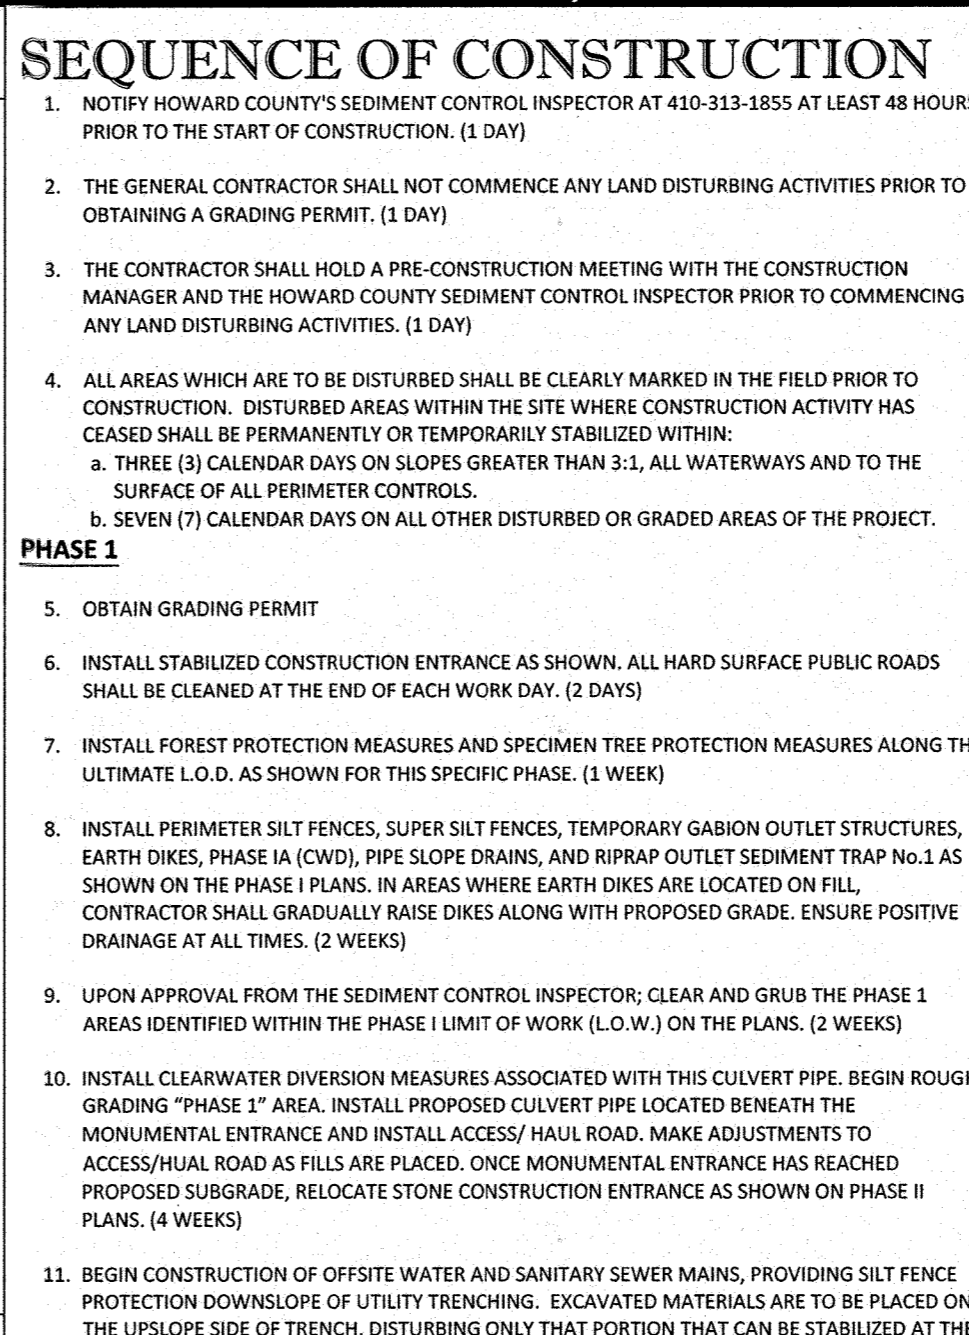 SEQUENCE OF CONSTRUCTION
1. NOTIFY HOWARD COUNTY'S SEDIMENT CONTROL INSPECTOR AT 410-313-1855 AT LEAST 48 HOURS
PRIOR TO THE START OF CONSTRUCTION. (1 DAY)
2. THE GENERAL CONTRACTOR SHALL NOT COMMENCE ANY LAND DISTURBING ACTIVITIES PRIOR TO
OBTAINING A GRADING PERMIT. (1 DAY)
3. THE CONTRACTOR SHALL HOLD A PRE-CONSTRUCTION MEETING WITH THE CONSTRUCTION
MANAGER AND THE HOWARD COUNTY SEDIMENT CONTROL INSPECTOR PRIOR TO COMMENCING
ANY LAND DISTURBING ACTIVITIES. (1 DAY)
4. ALL AREAS WHICH ARE TO BE DISTURBED SHALL BE CLEARLY MARKED IN THE FIELD PRIOR TO
CONSTRUCTION. DISTURBED AREAS WITHIN THE SITE WHERE CONSTRUCTION ACTIVITY HAS
CEASED SHALL BE PERMANENTLY OR TEMPORARILY STABILIZED WITHIN:
a. THREE (3) CALENDAR DAYS ON SLOPES GREATER THAN 3:1, ALL WATERWAYS AND TO THE
SURFACE OF ALL PERIMETER CONTROLS.
b. SEVEN (7) CALENDAR DAYS ON ALL OTHER DISTURBED OR GRADED AREAS OF THE PROJECT.
PHASE 1
5. OBTAIN GRADING PERMIT
6. INSTALL STABILIZED CONSTRUCTION ENTRANCE AS SHOWN. ALL HARD SURFACE PUBLIC ROADS
SHALL BE CLEANED AT THE END OF EACH WORK DAY. (2 DAYS)
7. INSTALL FOREST PROTECTION MEASURES AND SPECIMEN TREE PROTECTION MEASURES ALONG TH
ULTIMATE L.O.D. AS SHOWN FOR THIS SPECIFIC PHASE. (1 WEEK)
8. INSTALL PERIMETER SILT FENCES, SUPER SILT FENCES, TEMPORARY GABION OUTLET STRUCTURES,
EARTH DIKES, PHASE IA (CWD), PIPE SLOPE DRAINS, AND RIPRAP OUTLET SEDIMENT TRAP No.1 AS
SHOWN ON THE PHASE I PLANS. IN AREAS WHERE EARTH DIKES ARE LOCATED ON FILL,
CONTRACTOR SHALL GRADUALLY RAISE DIKES ALONG WITH PROPOSED GRADE. ENSURE POSITIVE
DRAINAGE AT ALL TIMES. (2 WEEKS)
9. UPON APPROVAL FROM THE SEDIMENT CONTROL INSPECTOR; CLEAR AND GRUB THE PHASE 1
AREAS IDENTIFIED WITHIN THE PHASE I LIMIT OF WORK (L.O.W.) ON THE PLANS. (2 WEEKS)
10. INSTALL CLEARWATER DIVERSION MEASURES ASSOCIATED WITH THIS CULVERT PIPE. BEGIN ROUGH
GRADING "PHASE 1" AREA. INSTALL PROPOSED CULVERT PIPE LOCATED BENEATH THE
MONUMENTAL ENTRANCE AND INSTALL ACCESS/ HAUL ROAD. MAKE ADJUSTMENTS TO
ACCESS/HUAL ROAD AS FILLS ARE PLACED. ONCE MONUMENTAL ENTRANCE HAS REACHED
PROPOSED SUBGRADE, RELOCATE STONE CONSTRUCTION ENTRANCE AS SHOWN ON PHASE II
PLANS. (4 WEEKS)
11. BEGIN CONSTRUCTION OF OFFSITE WATER AND SANITARY SEWER MAINS, PROVIDING SILT FENCE
PROTECTION DOWNSLOPE OF UTILITY TRENCHING. EXCAVATED MATERIALS ARE TO BE PLACED ON
THE UPSLOPE SIDE OF TRENCH, DISTURBING ONLY THAT PORTION THAT CAN BE STABILIZED AT THE